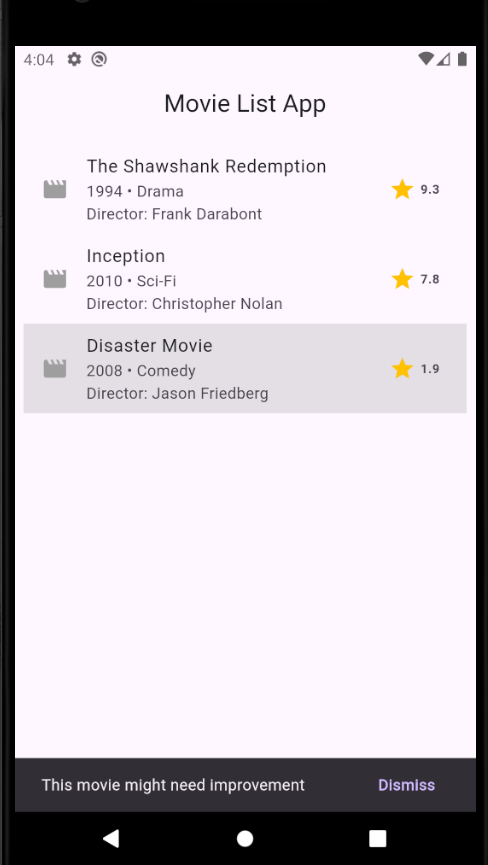 4:04
Movie List App
The Shawshank Redemption
1994 • Drama
Director: Frank Darabont
9.3
Inception
2010 • Sci-Fi
Director: Christopher Nolan
7.8
Disaster Movie
2008 • Comedy
Director: Jason Friedberg
1.9
This movie might need improvement
Dismiss